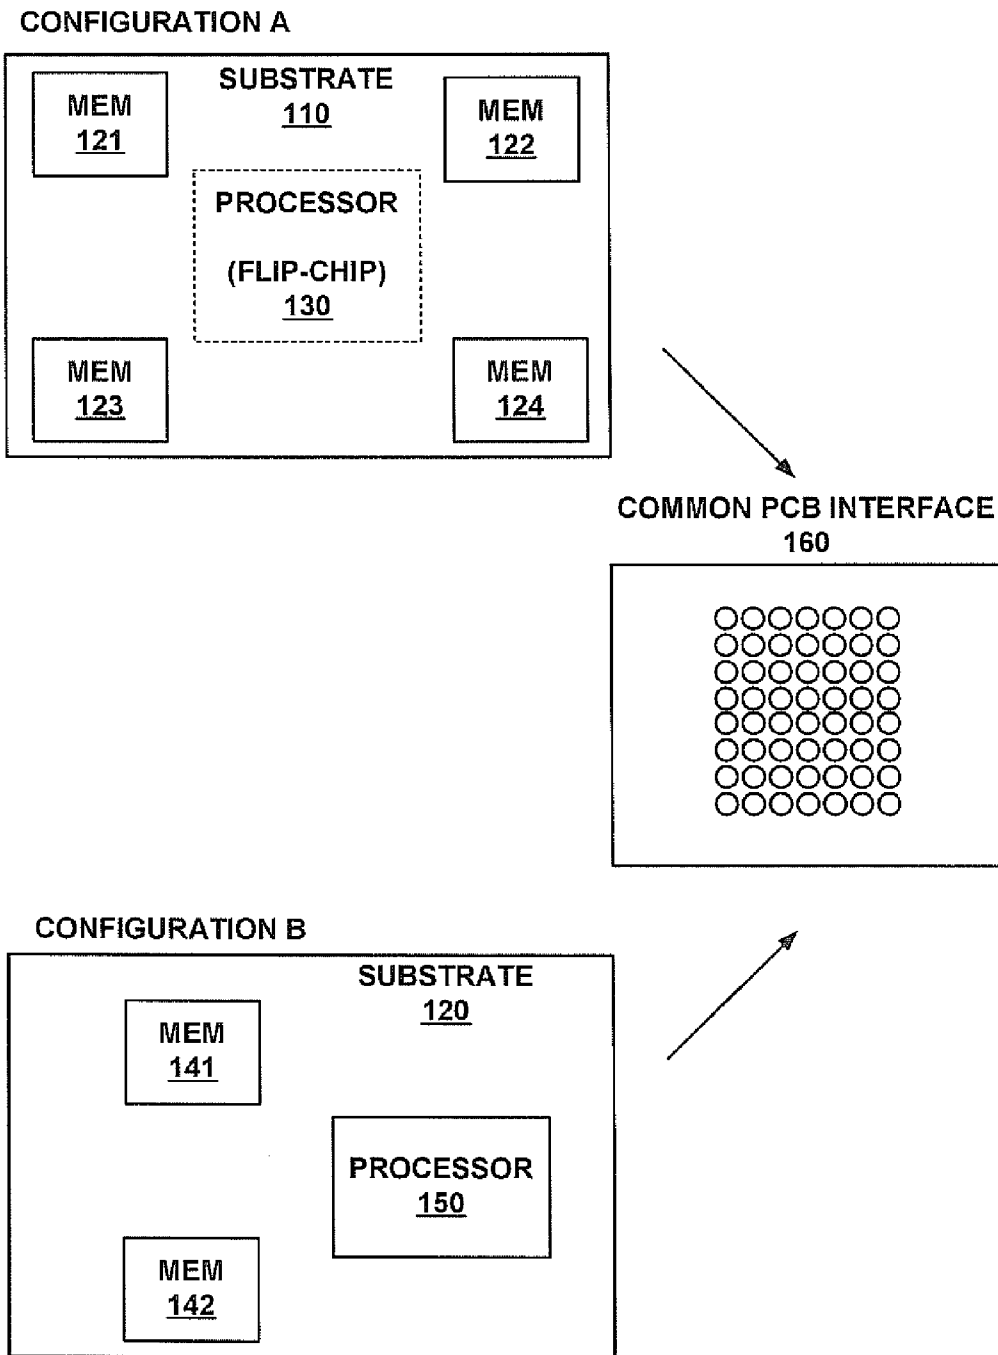 CONFIGURATION A
SUBSTRATE
110
MEM
121
MEM
122
PROCESSOR
(FLIP-CHIP)
130
MEM
123
MEM
124
COMMON PCB INTERFACE
160
CONFIGURATION B
SUBSTRATE
120
MEM
141
PROCESSOR
150
MEM
142